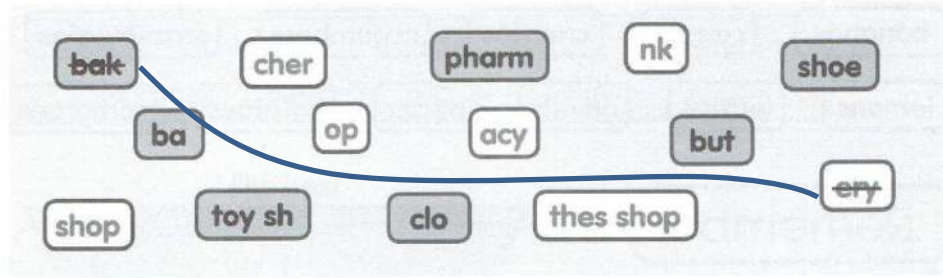 bak cher pharm nk shoe
ba op acy but
ery
shop toy sh clo thes shop